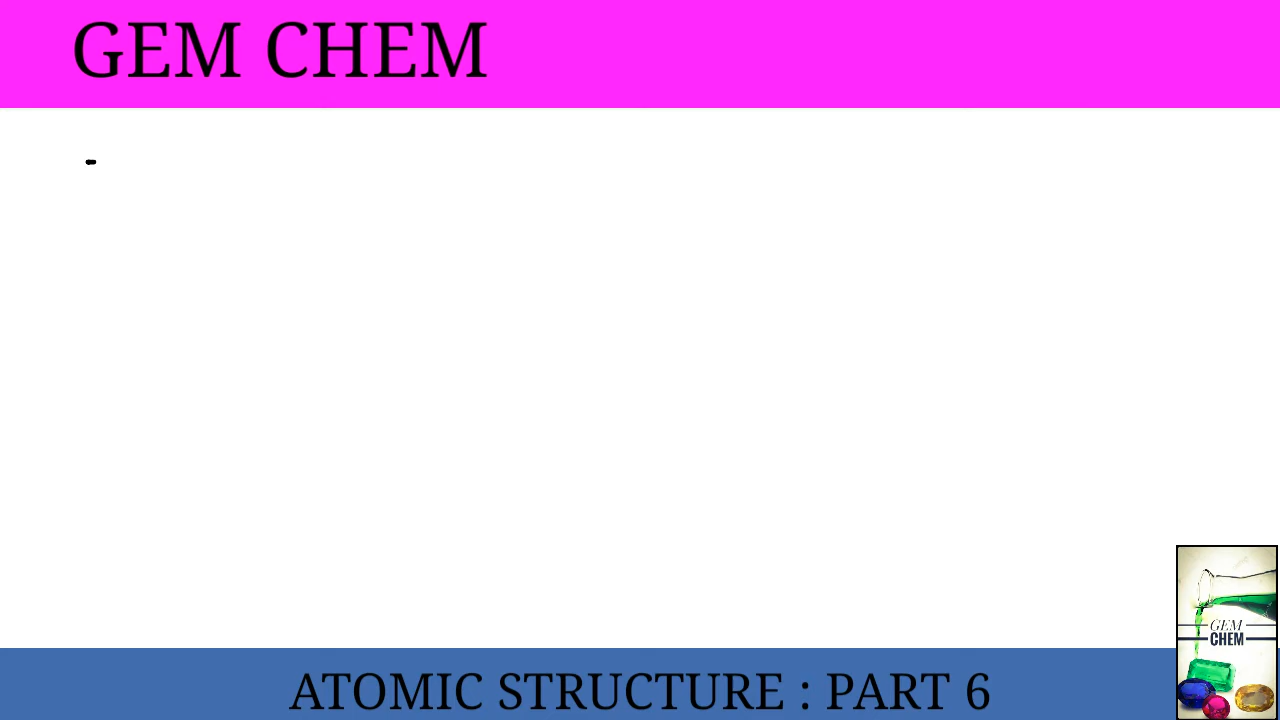 GEM CHEM
-
GEM
CHEM
ATOMIC STRUCTURE : PART 6